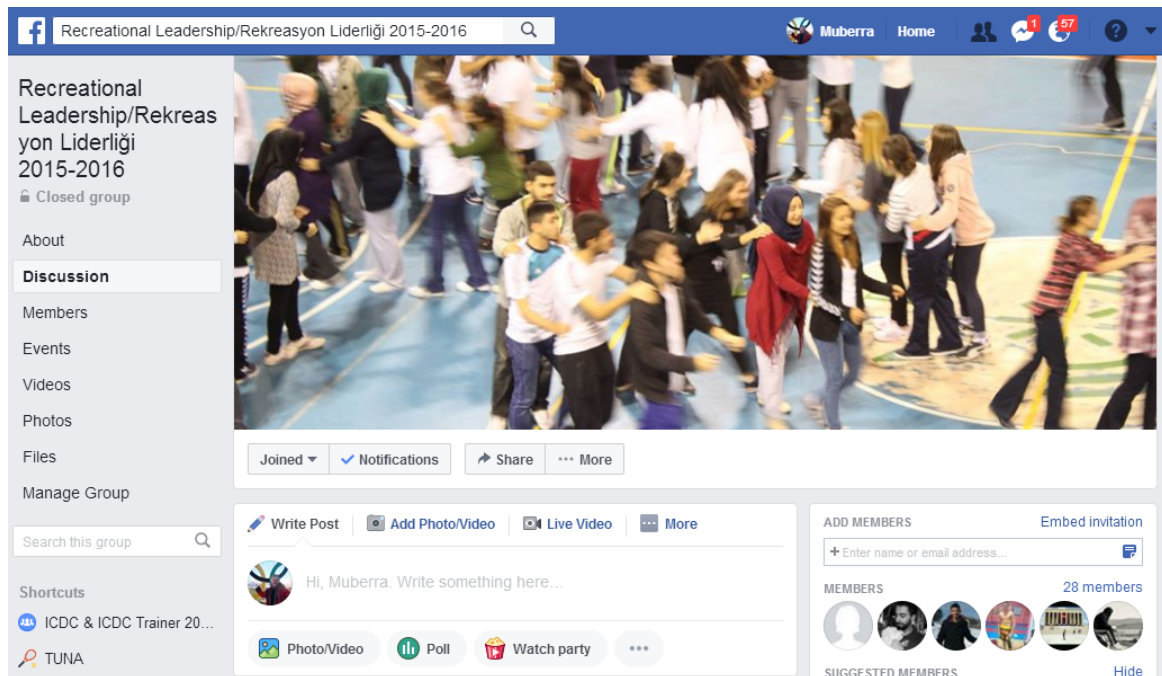 f
Recreational Leadership/Rekreasyon Liderliği 2015-2016
Muberra
Home
1
57
?
Recreational
Leadership/Rekreas
yon Liderliği
2015-2016
Closed group
About
Discussion
Members
Events
Videos
Photos
Files
Manage Group
Search this group
Shortcuts
ICDC & ICDC Trainer 20...
TUNA
Joined
Notifications
Share
More
Write Post
Add Photo/Video
Live Video
More
Hi, Muberra. Write something here...
Photo/Video
Poll
Watch party
ADD MEMBERS
Embed invitation
+ Enter name or email address...
MEMBERS
28 members
SUGGESTED MEMBERS
Hide